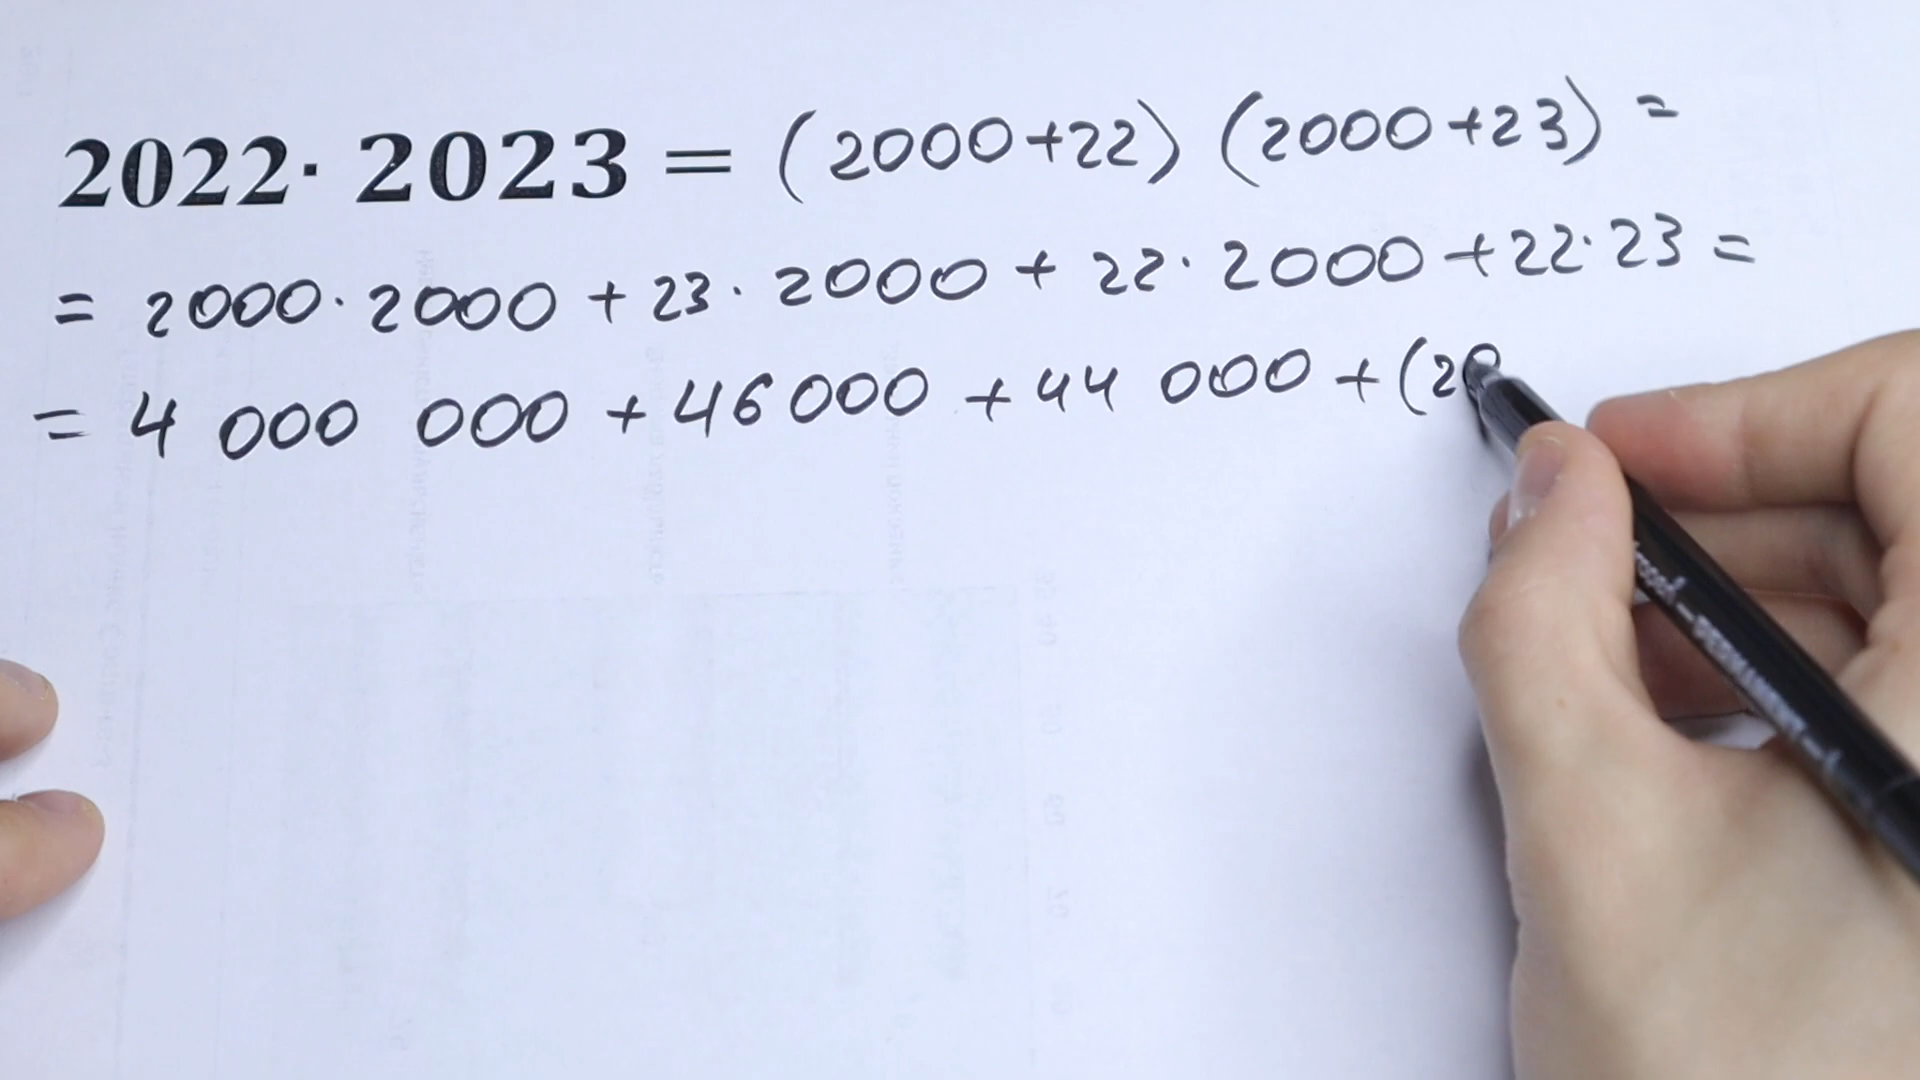 2022· 2023 = (2000+22) (2000+23) =
= 2000·2000 + 23·2000 + 22·2000 + 22·23 =
= 4 000 000 + 46000 + 44 000 + (20